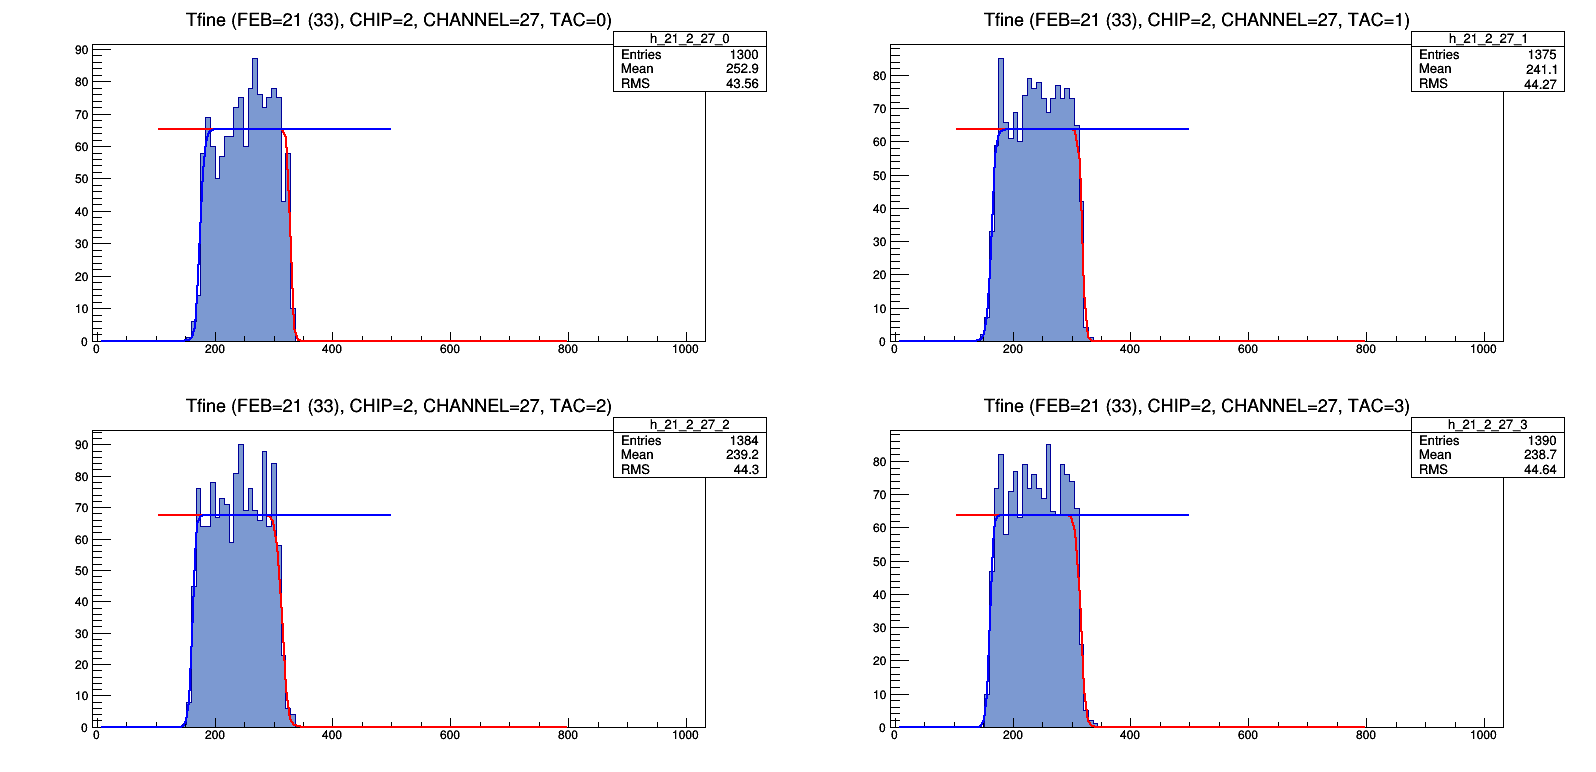 Tfine (FEB=21 (33), CHIP=2, CHANNEL=27, TAC=0)
h_21_2_27_0
Entries 1300
Mean 252.9
RMS 43.56
90
80
70
60
50
40
30
20
10
0
0 200 400 600 800 1000
Tfine (FEB=21 (33), CHIP=2, CHANNEL=27, TAC=1)
h_21_2_27_1
Entries 1375
Mean 241.1
RMS 44.27
80
70
60
50
40
30
20
10
0
0 200 400 600 800 1000
Tfine (FEB=21 (33), CHIP=2, CHANNEL=27, TAC=2)
h_21_2_27_2
Entries 1384
Mean 239.2
RMS 44.3
90
80
70
60
50
40
30
20
10
0
0 200 400 600 800 1000
Tfine (FEB=21 (33), CHIP=2, CHANNEL=27, TAC=3)
h_21_2_27_3
Entries 1390
Mean 238.7
RMS 44.64
80
70
60
50
40
30
20
10
0
0 200 400 600 800 1000